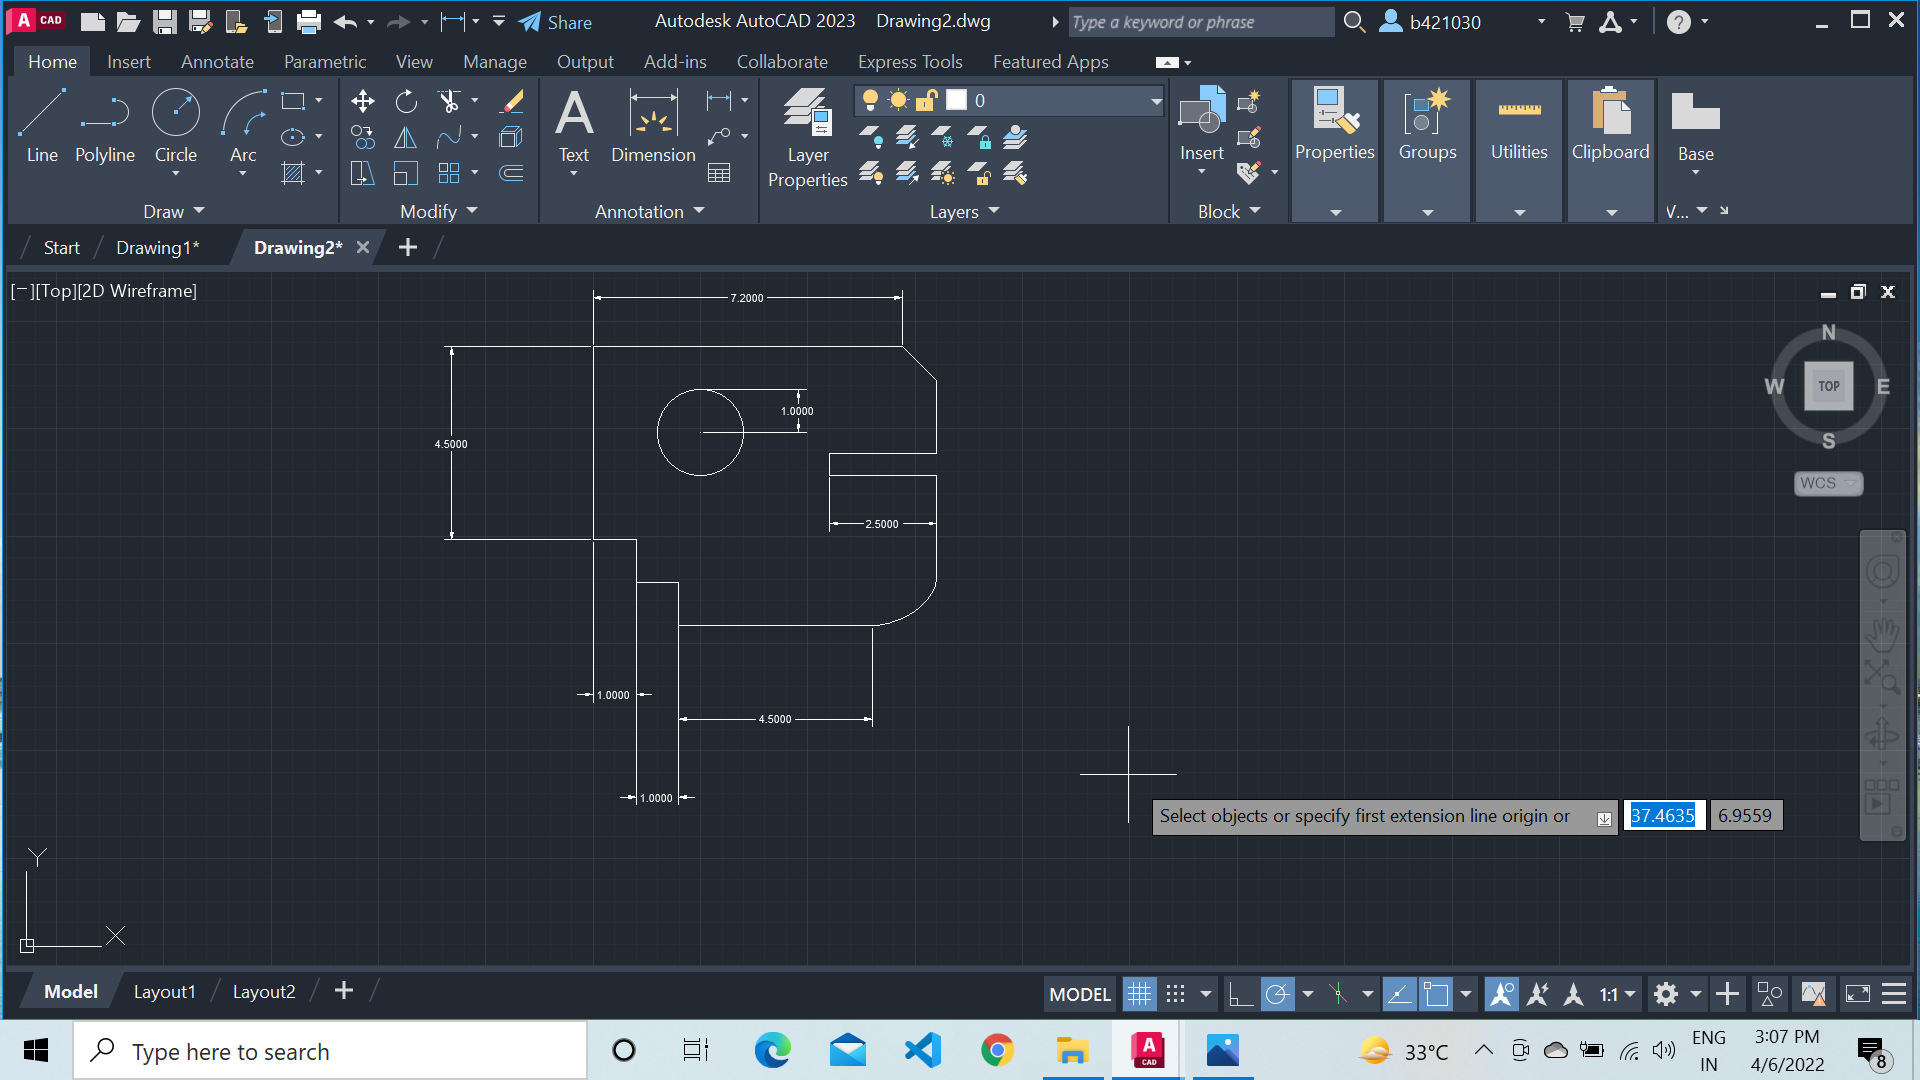 A CAD
Share
Autodesk AutoCAD 2023 Drawing2.dwg
Type a keyword or phrase
b421030
Home Insert Annotate Parametric View Manage Output Add-ins Collaborate Express Tools Featured Apps
0
Line Polyline Circle Arc
A
Text Dimension
Layer
Properties
Insert
Properties Groups Utilities Clipboard Base
Draw Modify Annotation Layers Block V...
Start Drawing1* Drawing2*
[−][Top][2D Wireframe]
7.2000
1.0000
4.5000
2.5000
1.0000
4.5000
1.0000
N
W TOP E
S
WCS
Select objects or specify first extension line origin or 37.4635 6.9559
Y
X
Model Layout1 Layout2
MODEL 1:1
Type here to search
A CAD
33°C
ENG
IN
3:07 PM
4/6/2022
8